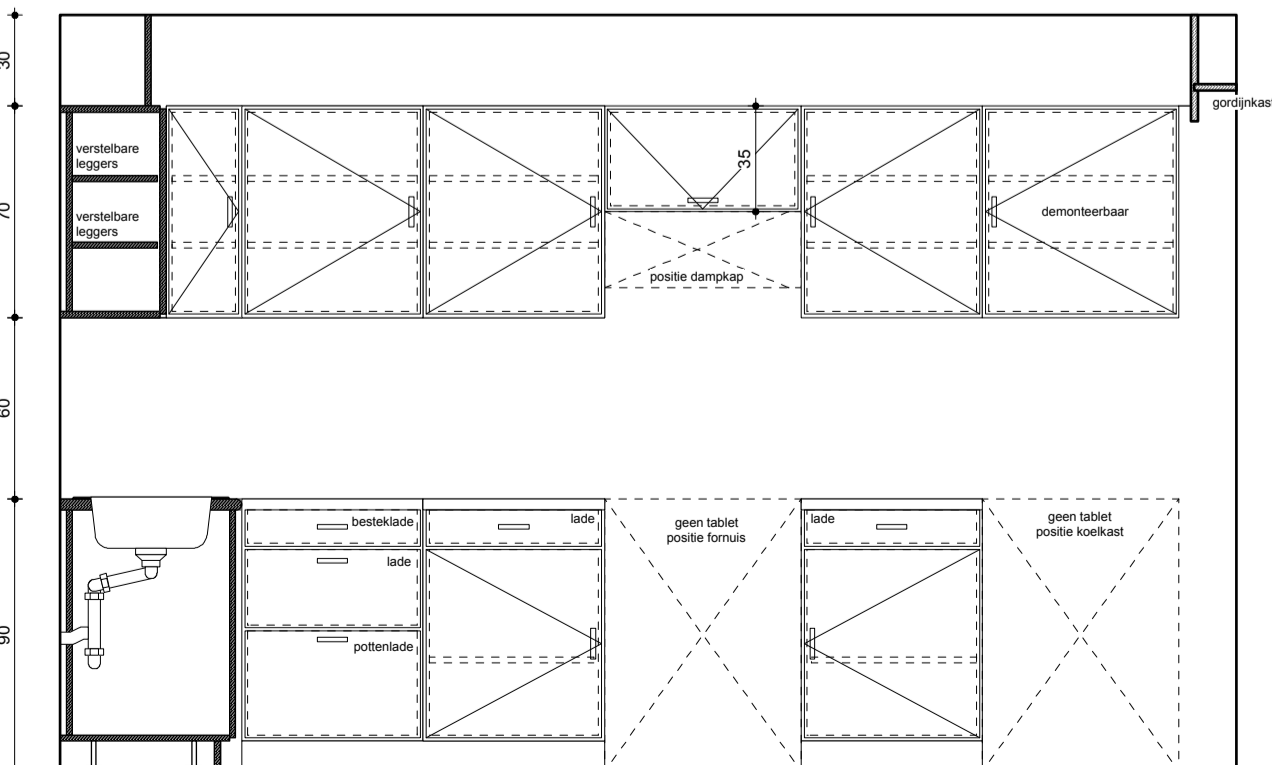 30
gordijnkast
verstelbare
leggers
35
70
verstelbare
leggers
demonteerbaar
positie dampkap
60
besteklade
lade
geen tablet
positie fornuis
lade
geen tablet
positie koelkast
lade
90
pottenlade